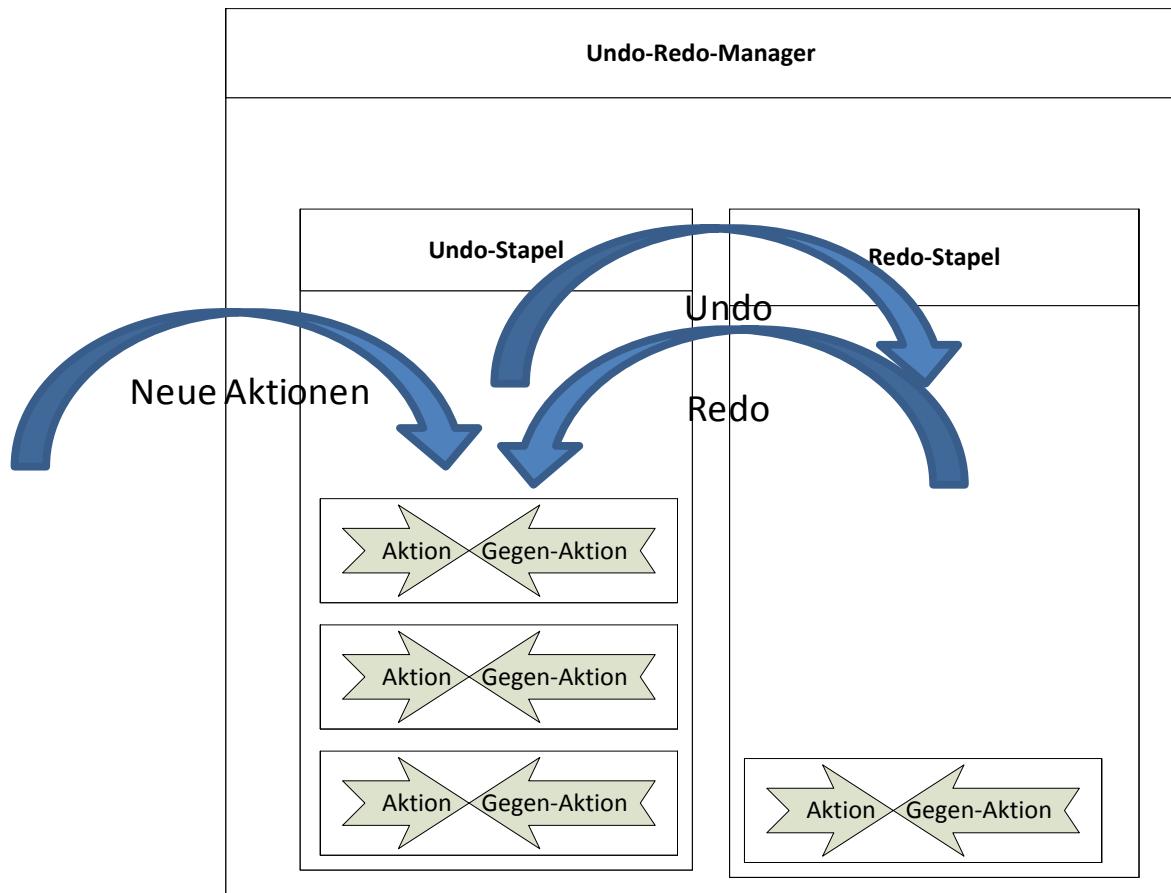 Undo-Redo-Manager
Undo-Stapel
Redo-Stapel
Undo
Neue Aktionen
Redo
Aktion Gegen-Aktion
Aktion Gegen-Aktion
Aktion Gegen-Aktion
Aktion Gegen-Aktion